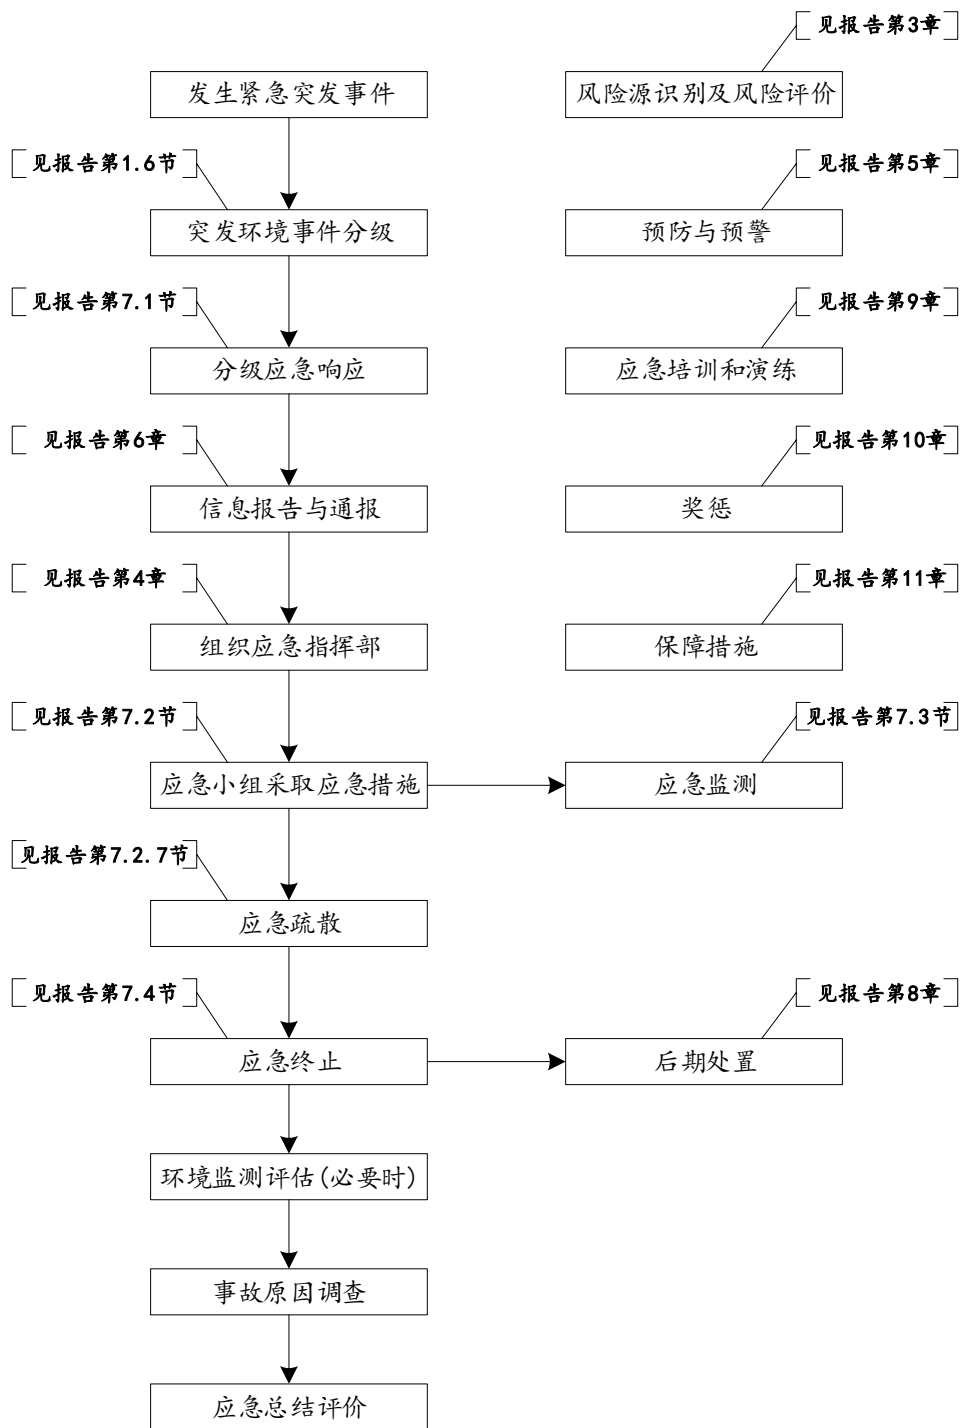 见报告第3章
发生紧急突发事件
风险源识别及风险评价
见报告第1.6节
见报告第5章
突发环境事件分级
预防与预警
见报告第7.1节
见报告第9章
分级应急响应
应急培训和演练
见报告第6章
见报告第10章
信息报告与通报
奖惩
见报告第4章
见报告第11章
组织应急指挥部
保障措施
见报告第7.2节
见报告第7.3节
应急小组采取应急措施
应急监测
见报告第7.2.7节
应急疏散
见报告第7.4节
见报告第8章
应急终止
后期处置
环境监测评估(必要时)
事故原因调查
应急总结评价